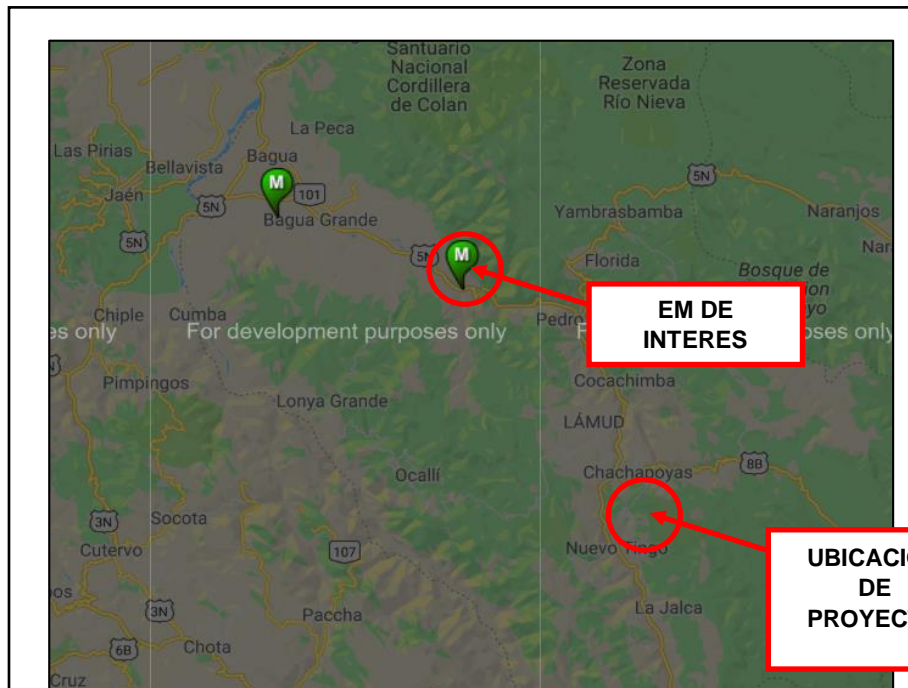 Santuario
Nacional
Cordillera
de Colan
Zona
Reservada
Río Nieva
La Peca
Las Pirias
Bellavista
Bagua
M
101
5N
Jaén
5N
Bagua Grande
Yambrasbamba
Naranjos
5N
5N
M
Florida
Nar
Bosque de
EM DE
INTERES
Chiple
Cumba
Pedro
es only
For development purposes only
F
oses only
Pimpingos
Cocachimba
Lonya Grande
LÁMUD
Ocallí
Chachapoyas
8B
3N
Socota
Cutervo
107
Nuevo Tingo
UBICACIO
DE
PROYEC
La Jalca
3N
Paccha
6B
Chota
Cruz